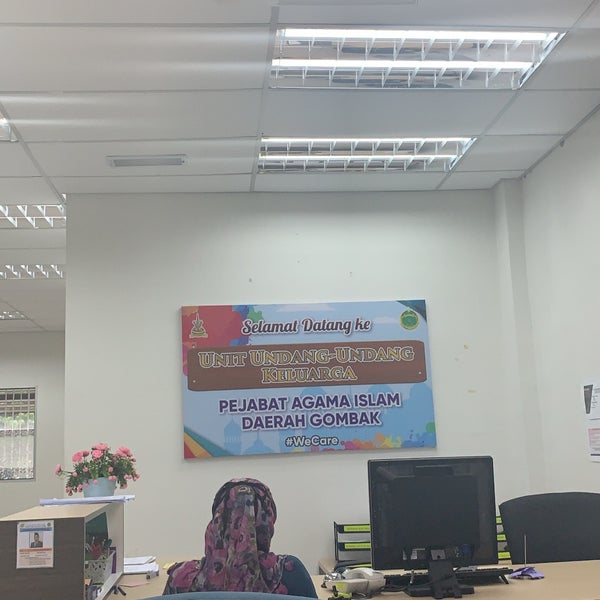 Selamat Datang ke
UNIT UNDANG-UNDANG
KELUARGA
PEJABAT AGAMA ISLAM
DAERAH GOMBAK
#WeCare